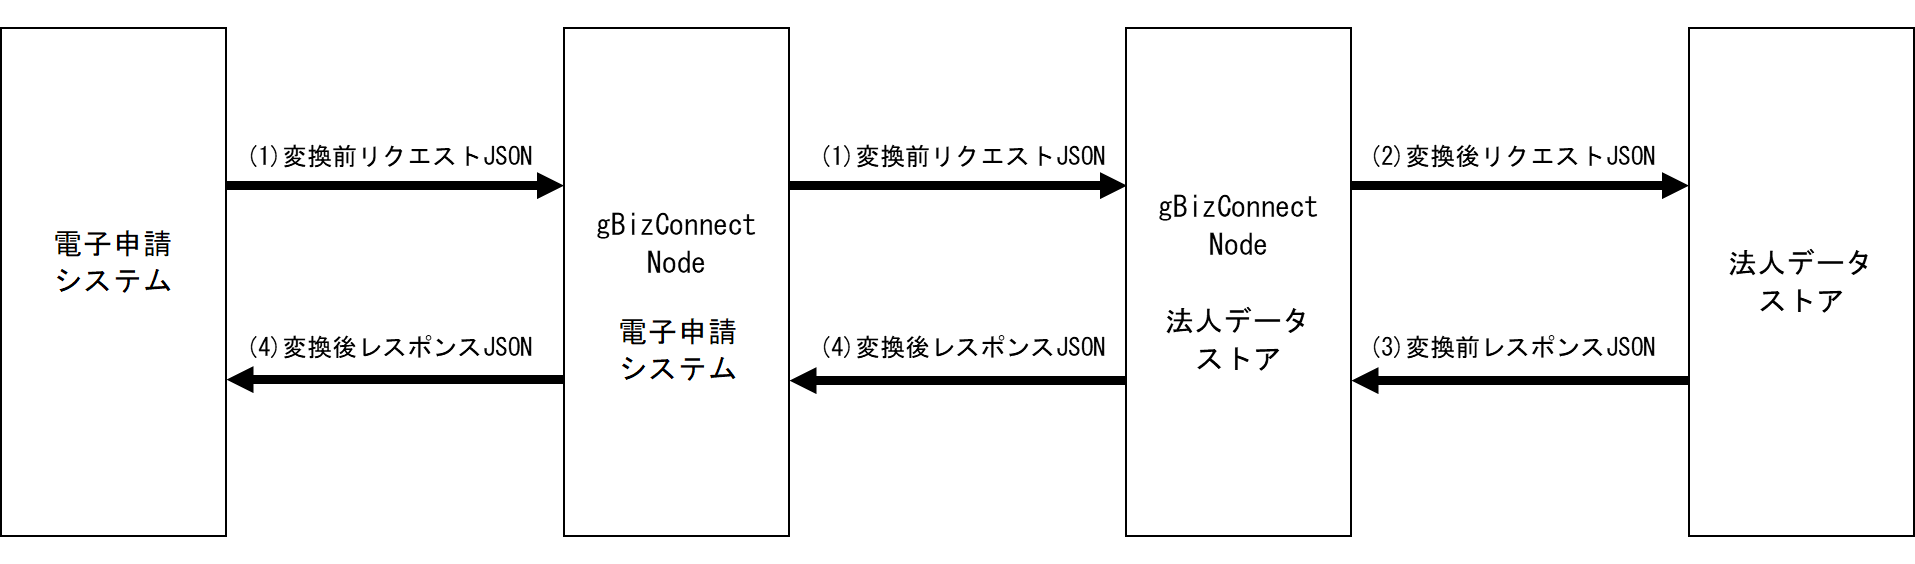 電子申請
システム
(1)変換前リクエストJSON
(4)変換後レスポンスJSON
gBizConnect
Node
電子申請
システム
(1)変換前リクエストJSON
(4)変換後レスポンスJSON
gBizConnect
Node
法人データ
ストア
(2)変換後リクエストJSON
(3)変換前レスポンスJSON
法人データ
ストア